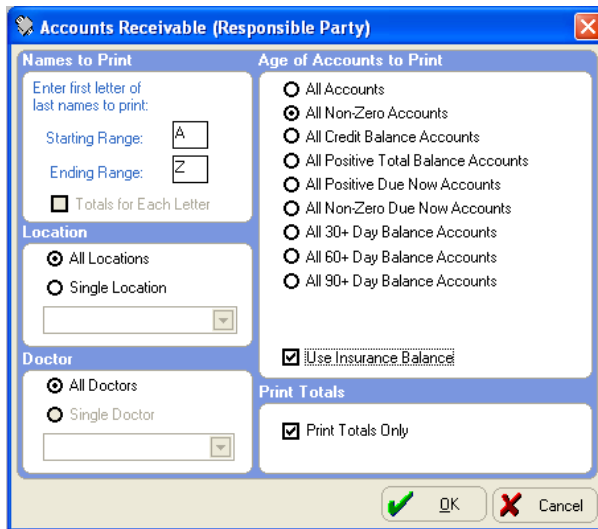 Accounts Receivable (Responsible Party)
Names to Print
Enter first letter of
last names to print:
Starting Range: A
Ending Range: Z
Totals for Each Letter
Location
All Locations
Single Location
Doctor
All Doctors
Single Doctor
Age of Accounts to Print
All Accounts
All Non-Zero Accounts
All Credit Balance Accounts
All Positive Total Balance Accounts
All Positive Due Now Accounts
All Non-Zero Due Now Accounts
All 30+ Day Balance Accounts
All 60+ Day Balance Accounts
All 90+ Day Balance Accounts
Use Insurance Balance
Print Totals
Print Totals Only
OK
Cancel